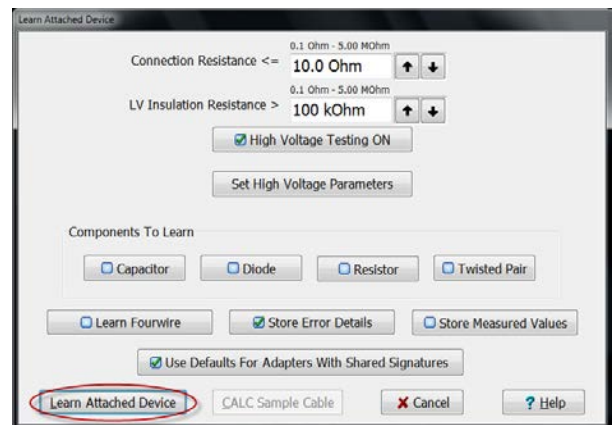 Learn Attached Device
0.1 Ohm - 5.00 MOhm
Connection Resistance <= 10.0 Ohm
0.1 Ohm - 5.00 MOhm
LV Insulation Resistance > 100 kOhm
High Voltage Testing ON
Set High Voltage Parameters
Components To Learn
Capacitor Diode Resistor Twisted Pair
Learn Fourwire Store Error Details Store Measured Values
Use Defaults For Adapters With Shared Signatures
Learn Attached Device CALC Sample Cable Cancel ? Help